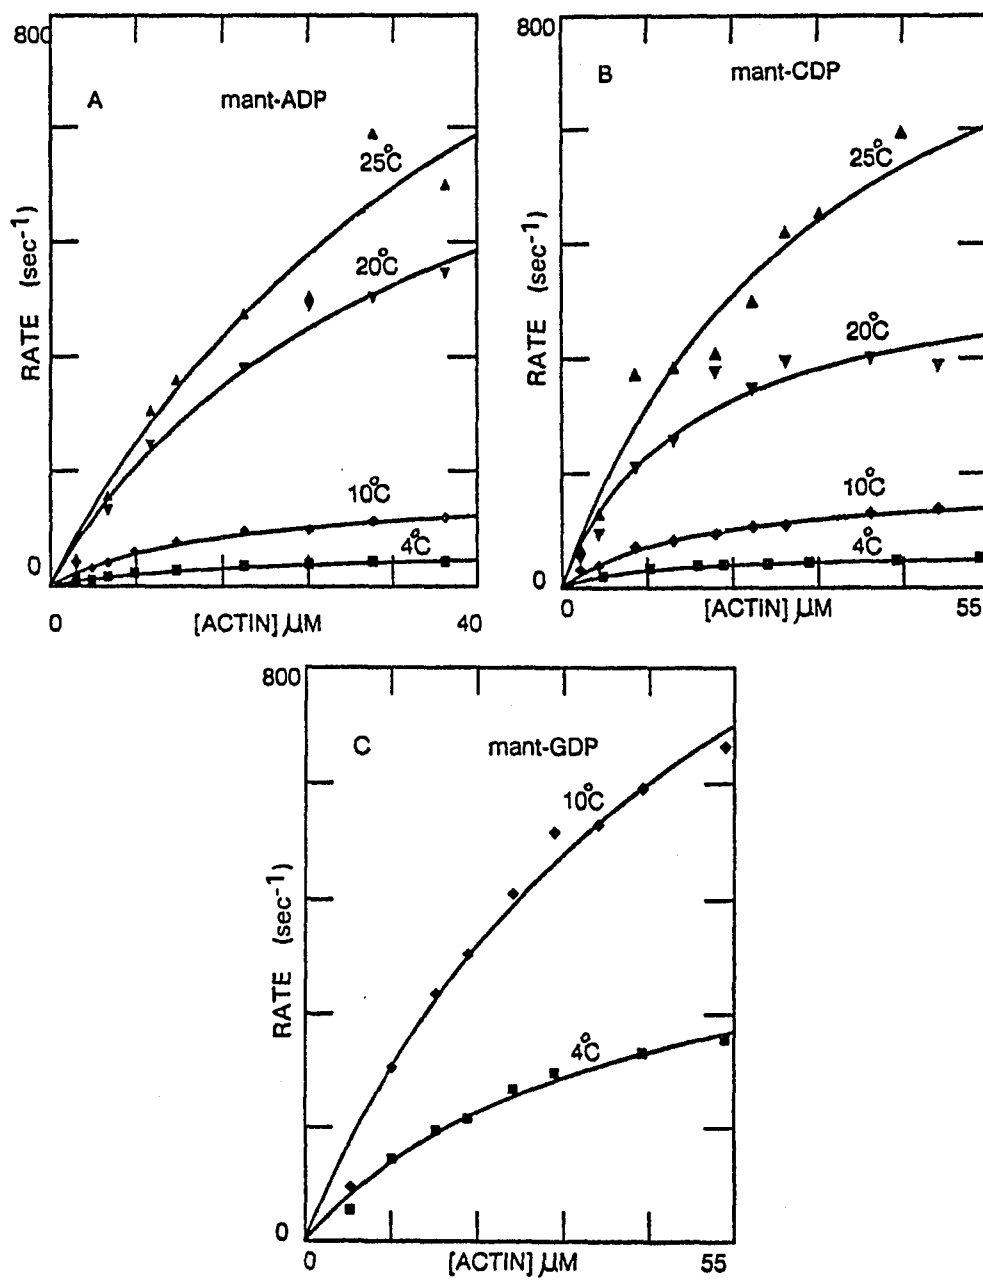 800
A
mant-ADP
25°C
20°C
10°C
4°C
RATE (sec-1)
0
0
[ACTIN] µM
40
800
B
mant-CDP
25°C
20°C
10°C
4°C
RATE (sec-1)
0
0
[ACTIN] µM
55
800
C
mant-GDP
10°C
4°C
RATE (sec-1)
0
0
[ACTIN] µM
55